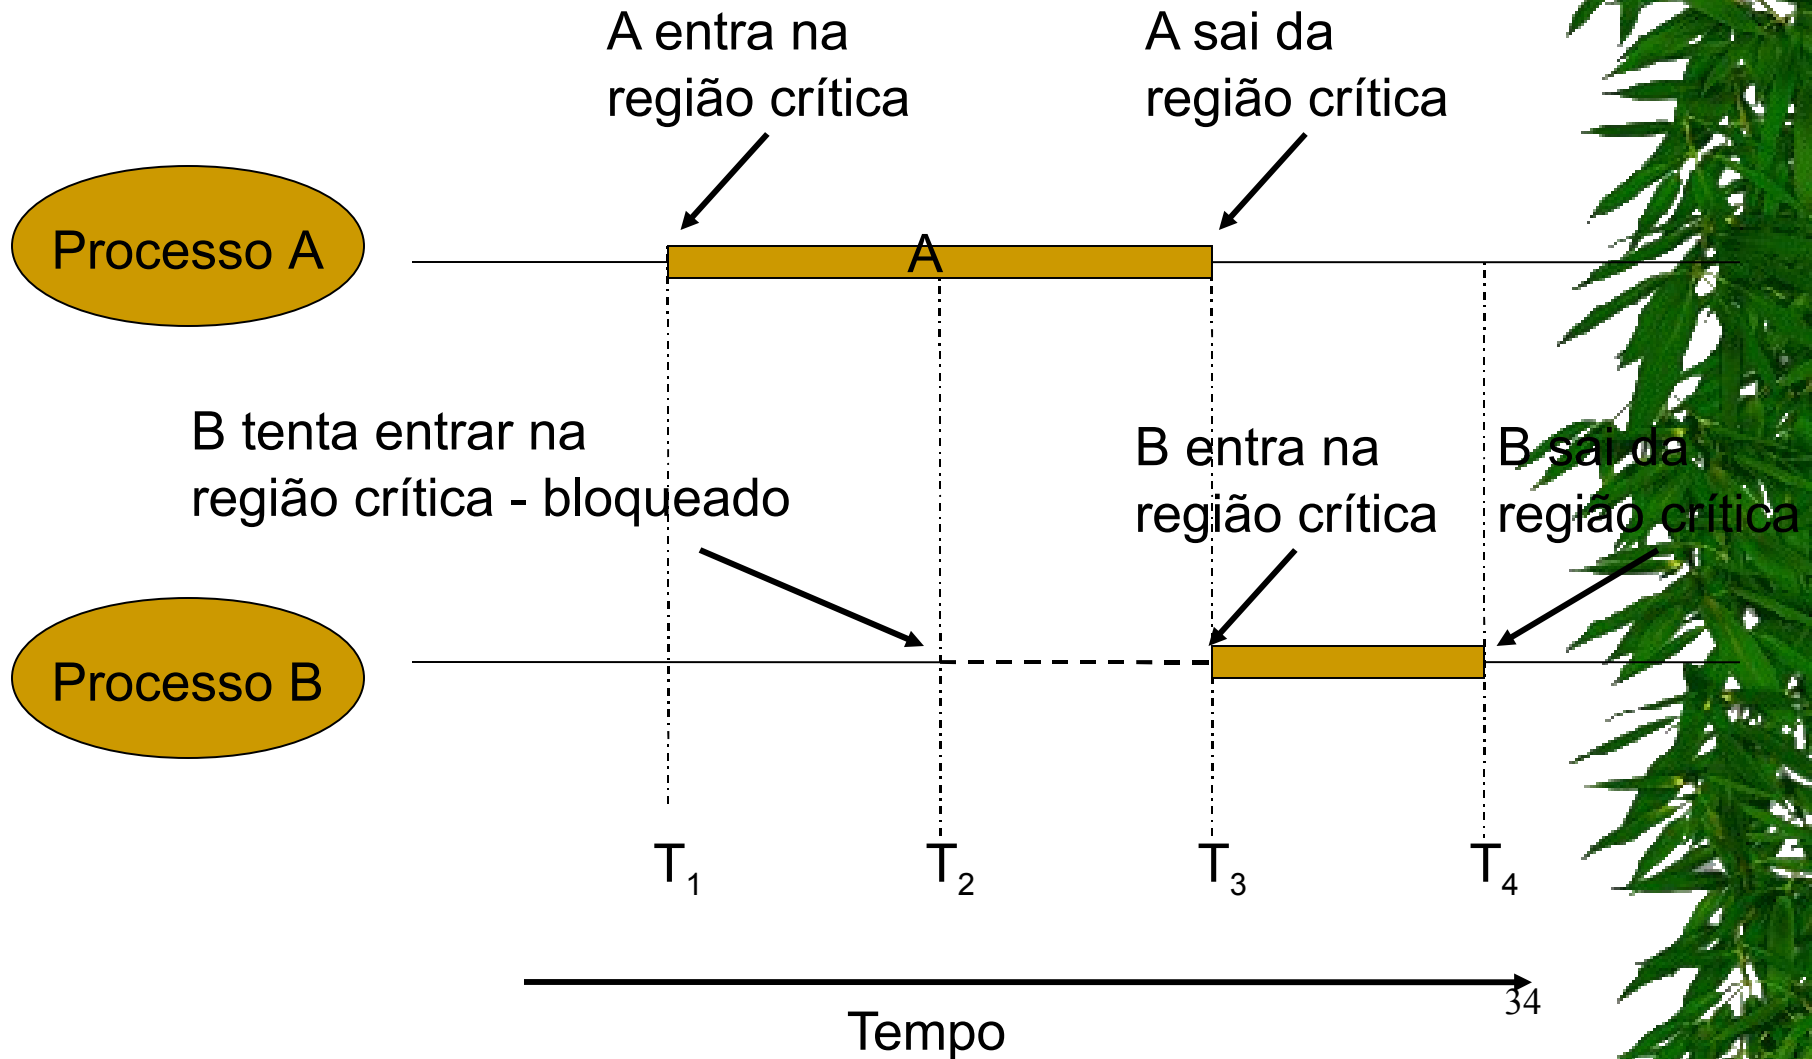 A entra na
região crítica
A sai da
região crítica
Processo A
A
B tenta entrar na
região crítica - bloqueado
B entra na
região crítica
B sai da
região crítica
Processo B
T1
T2
T3
T4
34
Tempo